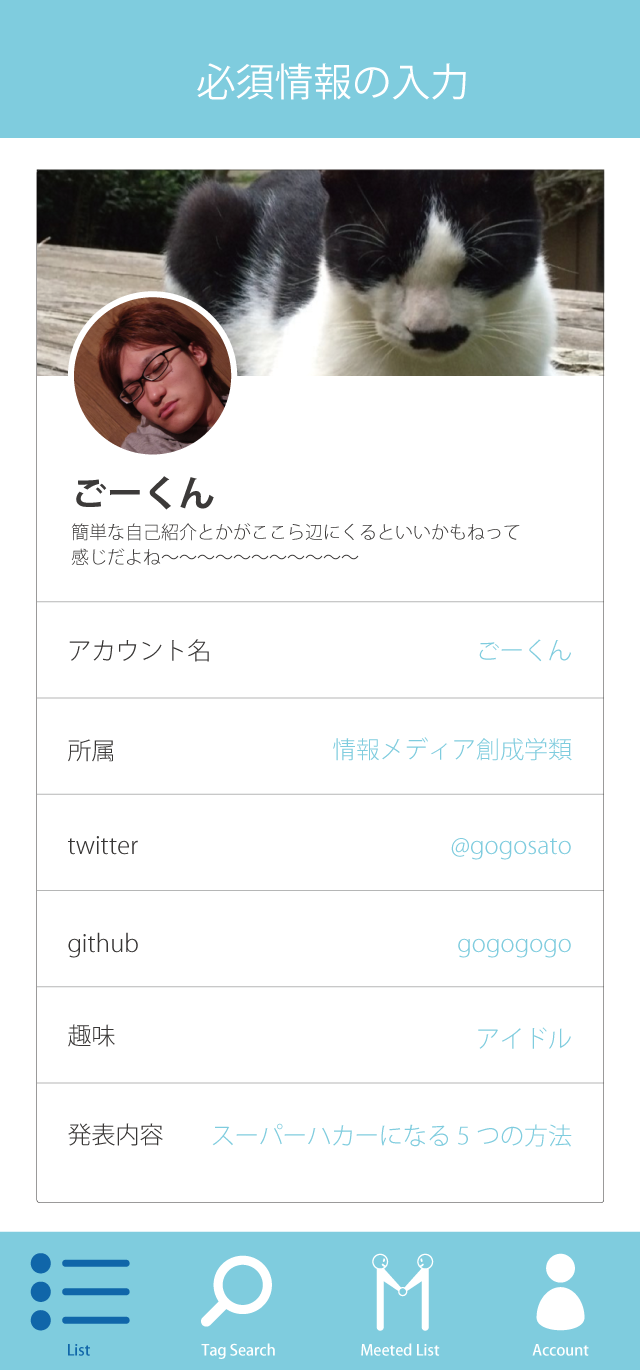 必須情報の入力
ごーくん
簡単な自己紹介とかがここら辺にくるといいかもねって
感じだよね〜〜〜〜〜〜〜〜〜〜〜
アカウント名 ごーくん
所属 情報メディア創成学類
twitter @gogosato
github gogogogo
趣味 アイドル
発表内容 スーパーハカーになる 5 つの方法
List Tag Search Meeted List Account